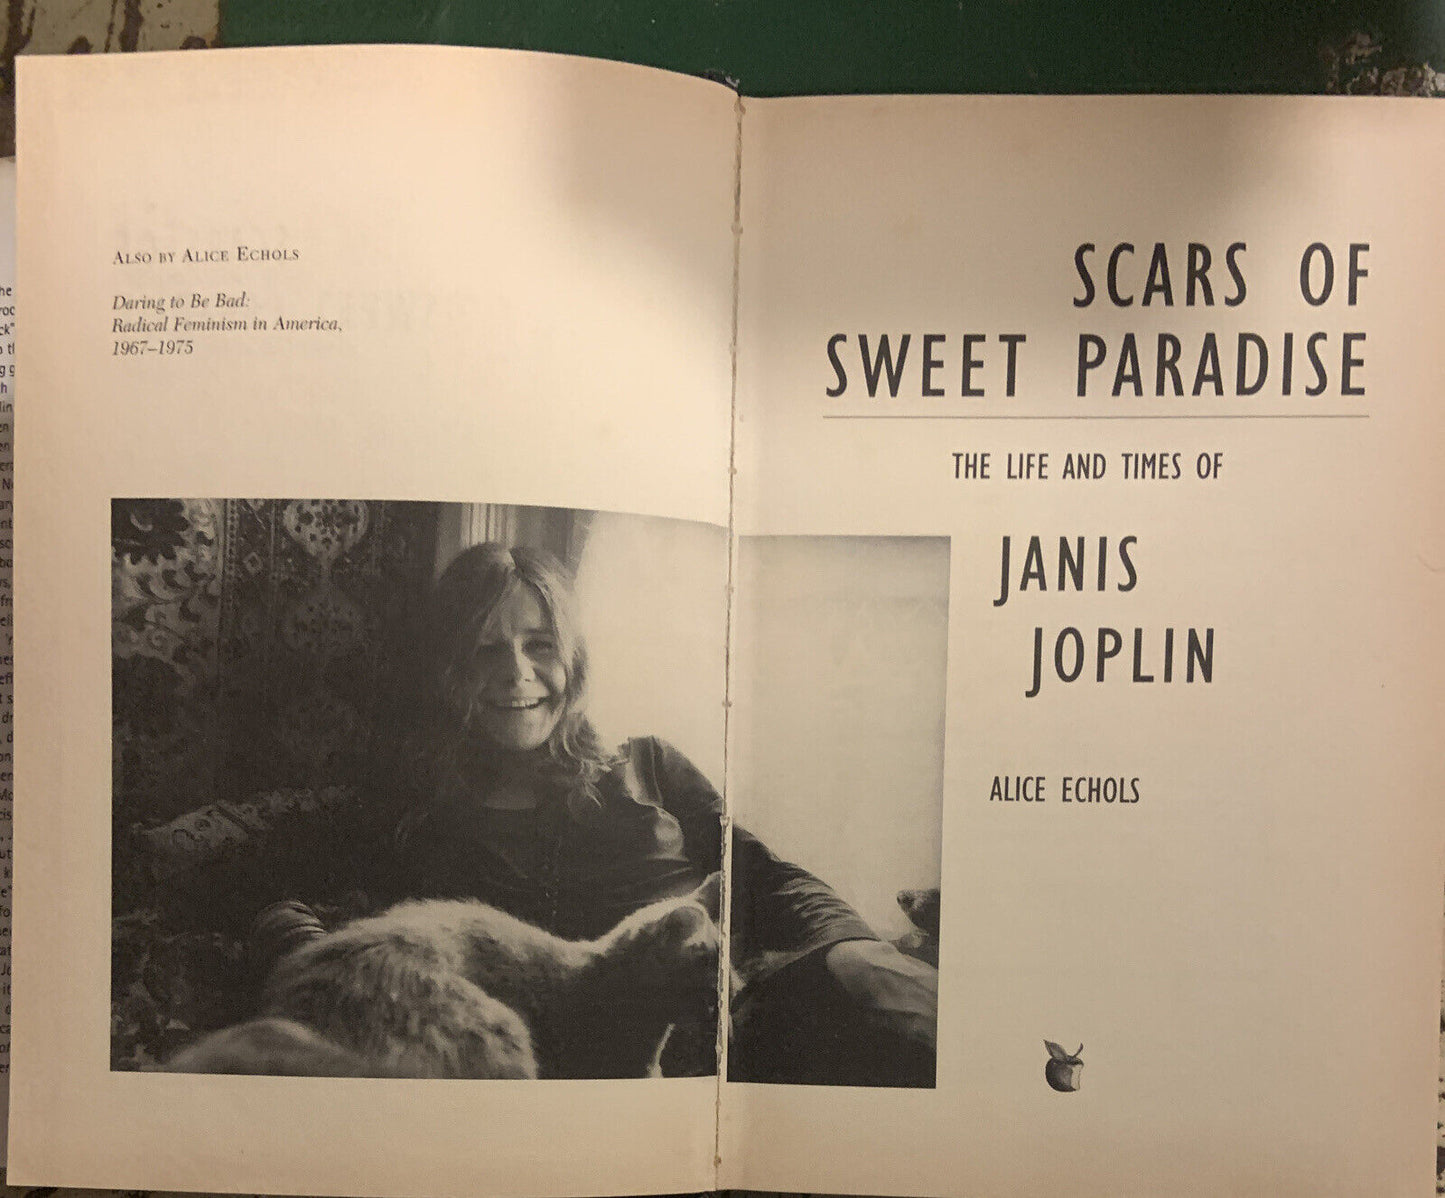 ALSO BY ALICE ECHOLS
Daring to Be Bad:
Radical Feminism in America,
1967–1975
SCARS OF
SWEET PARADISE
THE LIFE AND TIMES OF
JANIS
JOPLIN
ALICE ECHOLS